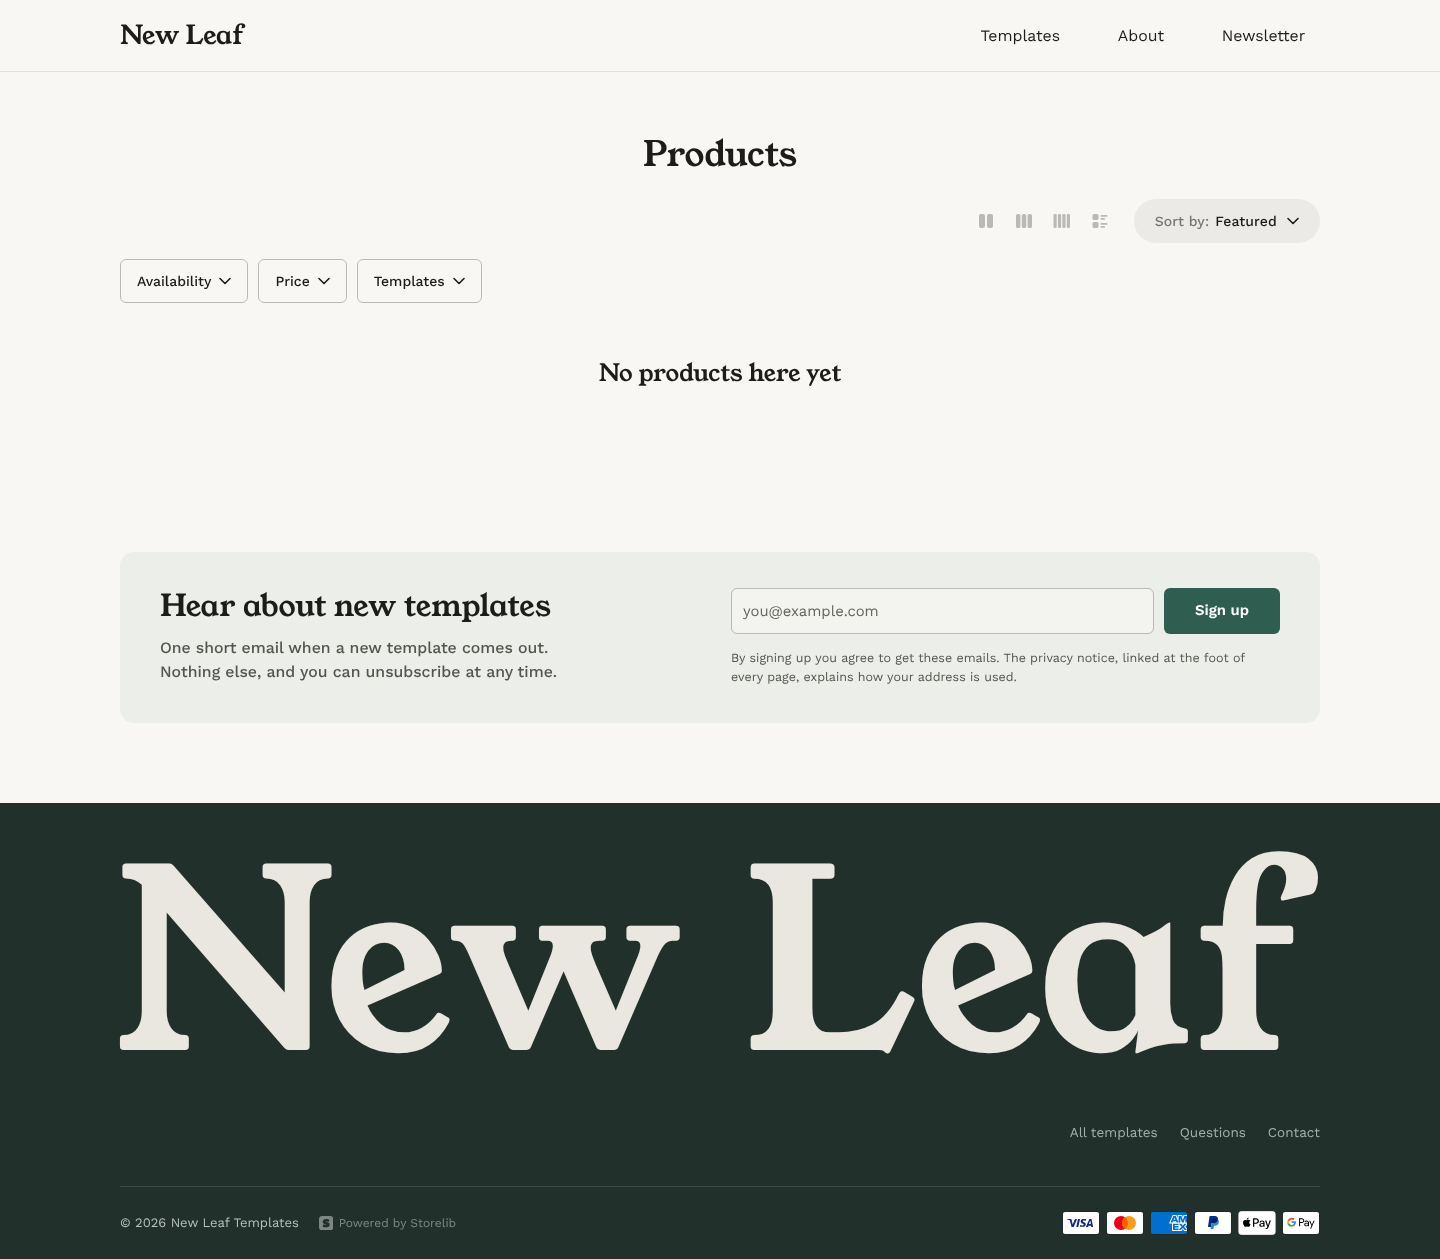 New Leaf
Templates
About
Newsletter
Products
Sort by: Featured
Availability
Price
Templates
No products here yet
Hear about new templates
One short email when a new template comes out.
Nothing else, and you can unsubscribe at any time.
you@example.com
Sign up
By signing up you agree to get these emails. The privacy notice, linked at the foot of
every page, explains how your address is used.
New Leaf
All templates
Questions
Contact
© 2026 New Leaf Templates
S
Powered by Storelib
VISA
AM
EX
P
Pay
G Pay